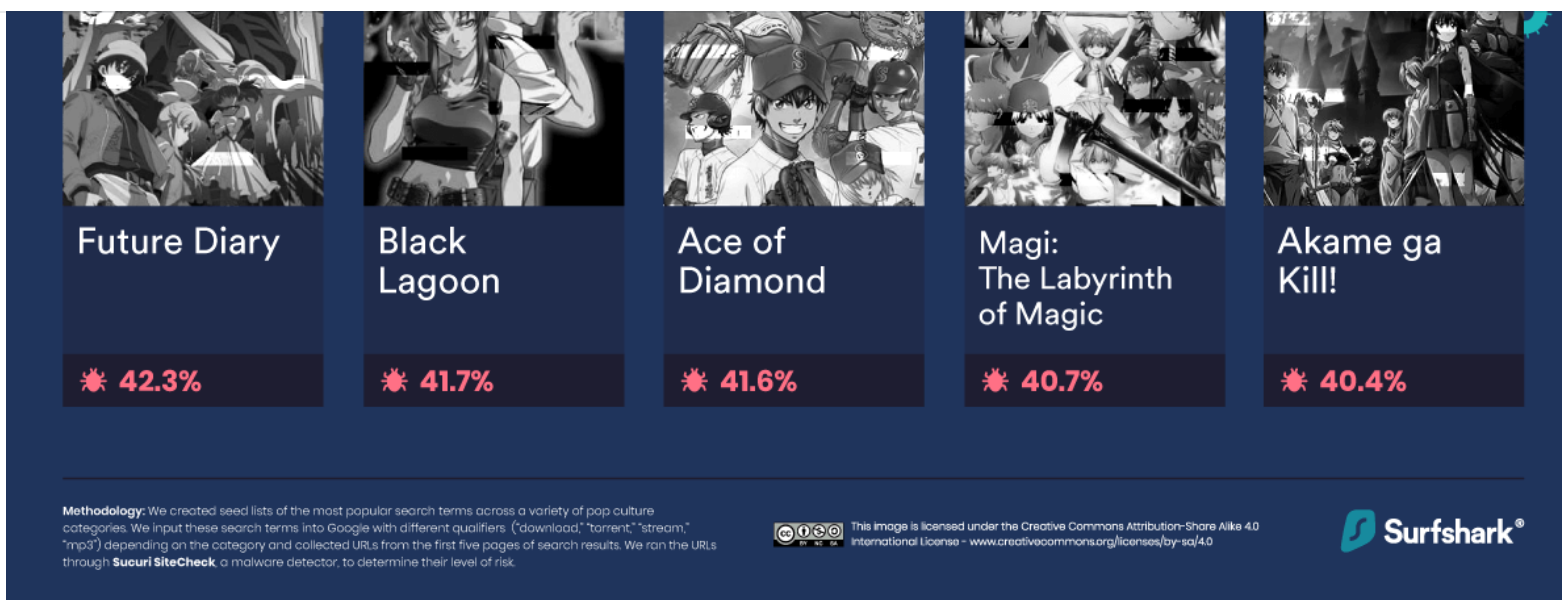 Future Diary
Black
Lagoon
Ace of
Diamond
Magi:
The Labyrinth
of Magic
Akame ga
Kill!
42.3%
41.7%
41.6%
40.7%
40.4%
Methodology: We created seed lists of the most popular search terms across a variety of pop culture
categories. We input these search terms into Google with different qualifiers ("download," "torrent," "stream,"
"mp3") depending on the category and collected URLs from the first five pages of search results. We ran the URLs
through Sucuri SiteCheck, a malware detector, to determine their level of risk.
cc
BY NC SA
This image is licensed under the Creative Commons Attribution-Share Alike 4.0
International License - www.creativecommons.org/licenses/by-sa/4.0
Surfshark®